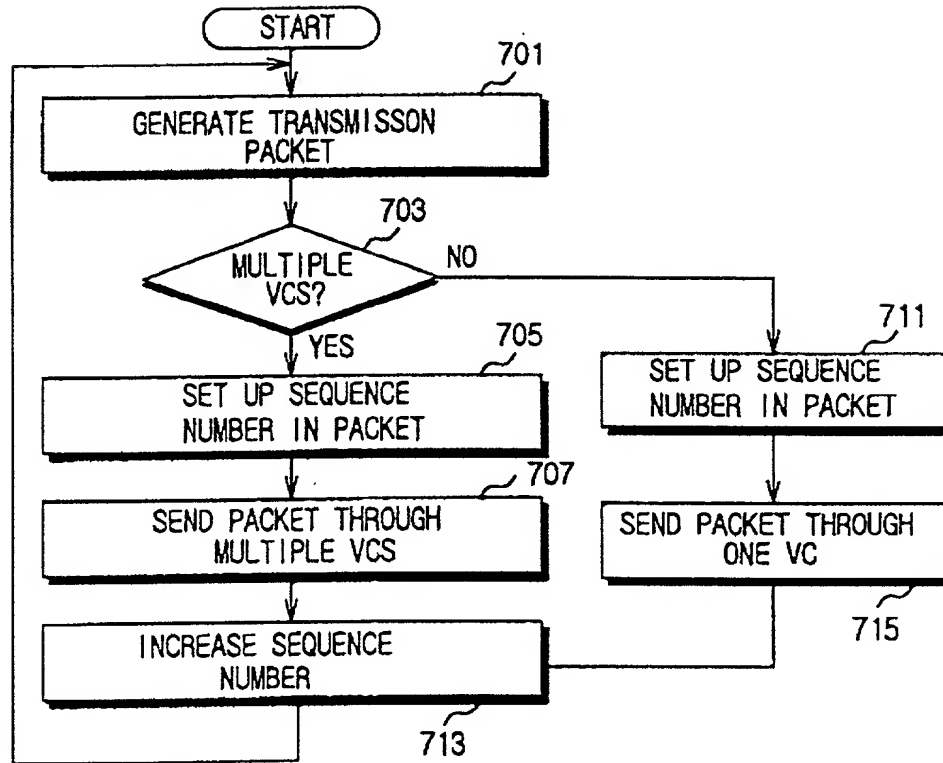 START
701
GENERATE TRANSMISSON
PACKET
703
MULTIPLE
VCS?
NO
YES
705
SET UP SEQUENCE
NUMBER IN PACKET
707
SEND PACKET THROUGH
MULTIPLE VCS
711
SET UP SEQUENCE
NUMBER IN PACKET
SEND PACKET THROUGH
ONE VC
715
INCREASE SEQUENCE
NUMBER
713